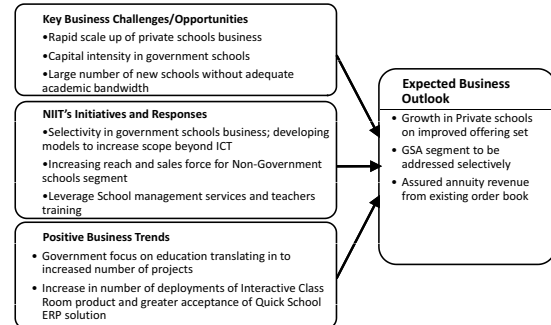 Key Business Challenges/Opportunities
•Rapid scale up of private schools business
•Capital intensity in government schools
•Large number of new schools without adequate
academic bandwidth
NIIT's Initiatives and Responses
•Selectivity in government schools business; developing
models to increase scope beyond ICT
•Increasing reach and sales force for Non-Government
schools segment
•Leverage School management services and teachers
training
Positive Business Trends
• Government focus on education translating in to
increased number of projects
• Increase in number of deployments of Interactive Class
Room product and greater acceptance of Quick School
ERP solution
Expected Business
Outlook
• Growth in Private schools
on improved offering set
• GSA segment to be
addressed selectively
• Assured annuity revenue
from existing order book